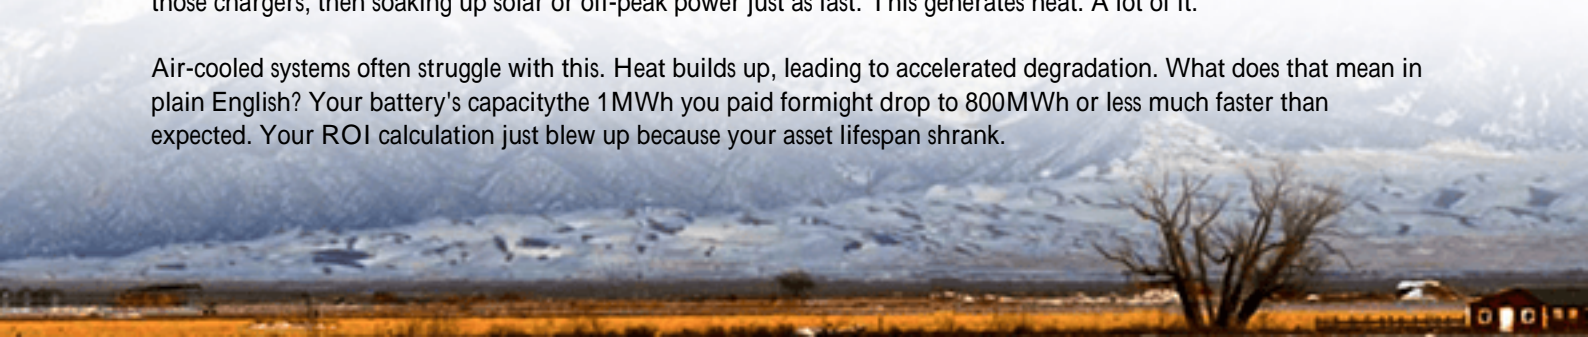 those chargers, then soaking up solar or off-peak power just as fast. This generates heat. A lot of it.
Air-cooled systems often struggle with this. Heat builds up, leading to accelerated degradation. What does that mean in
plain English? Your battery's capacitythe 1MWh you paid formight drop to 800MWh or less much faster than
expected. Your ROI calculation just blew up because your asset lifespan shrank.